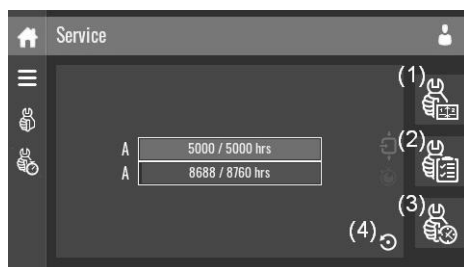 Service
(1)
(2)
A 5000 / 5000 hrs
A 8688 / 8760 hrs
(3)
(4)